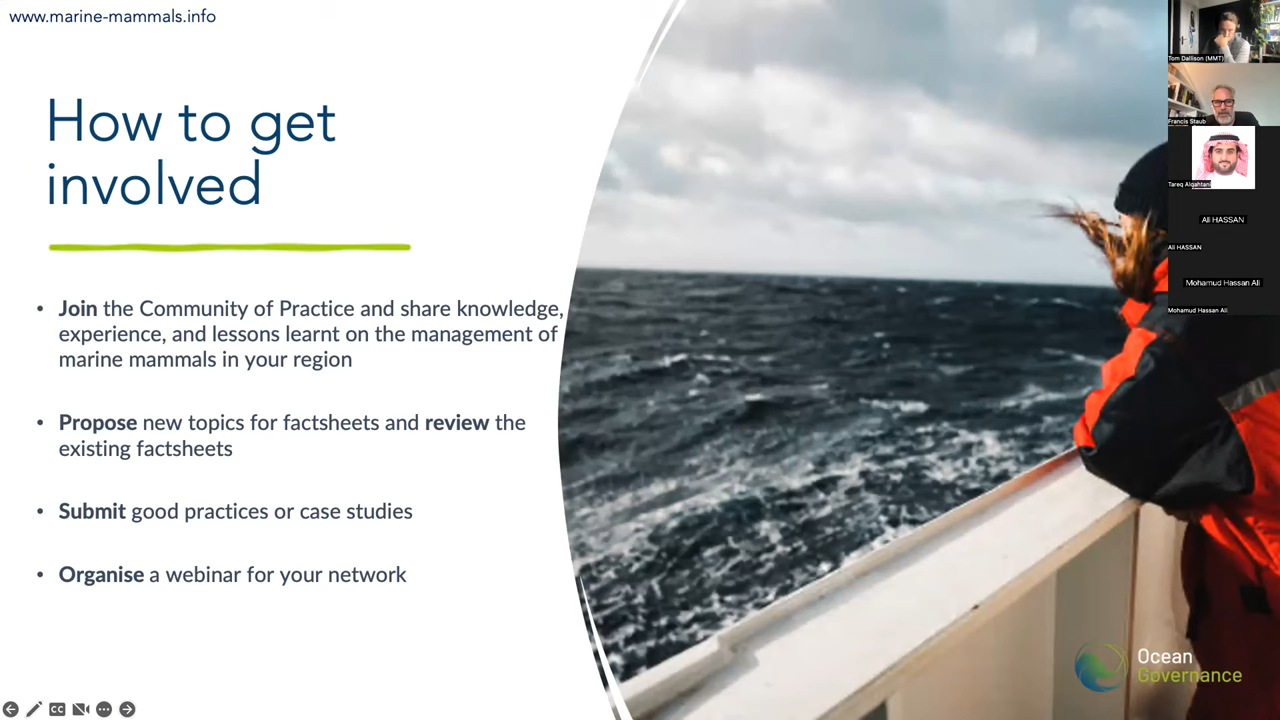 www.marine-mammals.info
How to get
involved
• Join the Community of Practice and share knowledge,
experience, and lessons learnt on the management of
marine mammals in your region
• Propose new topics for factsheets and review the
existing factsheets
• Submit good practices or case studies
• Organise a webinar for your network
Tom Dallison (MMT)
Francis Staub
Tareq Alqahtani
Ali HASSAN
Ali HASSAN
Mohamud Hassan Ali
Mohamud Hassan Ali
Ocean
Governance
CC